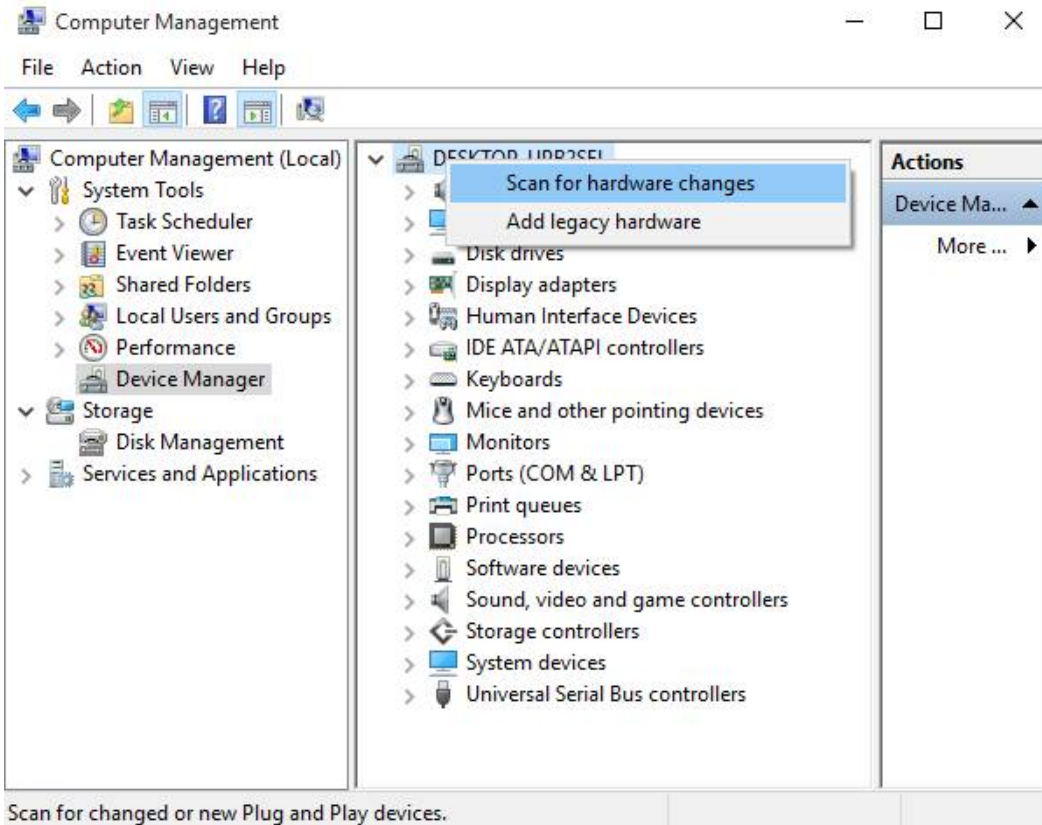 Computer Management
File Action View Help
Computer Management (Local)
System Tools
Task Scheduler
Event Viewer
Shared Folders
Local Users and Groups
Performance
Device Manager
Storage
Disk Management
Services and Applications
Scan for hardware changes
Add legacy hardware
Disk drives
Display adapters
Human Interface Devices
IDE ATA/ATAPI controllers
Keyboards
Mice and other pointing devices
Monitors
Ports (COM & LPT)
Print queues
Processors
Software devices
Sound, video and game controllers
Storage controllers
System devices
Universal Serial Bus controllers
Actions
Device Ma...
More ...
Scan for changed or new Plug and Play devices.